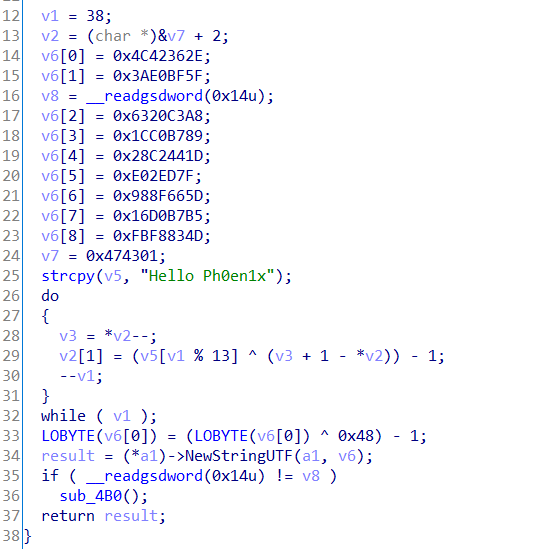 12 v1 = 38;
13 v2 = (char *)&v7 + 2;
14 v6[0] = 0x4C42362E;
15 v6[1] = 0x3AE0BF5F;
16 v8 = __readgsdword(0x14u);
17 v6[2] = 0x6320C3A8;
18 v6[3] = 0x1CC0B789;
19 v6[4] = 0x28C2441D;
20 v6[5] = 0xE02ED7F;
21 v6[6] = 0x988F665D;
22 v6[7] = 0x16D0B7B5;
23 v6[8] = 0xFBF8834D;
24 v7 = 0x474301;
25 strcpy(v5, "Hello Ph0en1x");
26 do
27 {
28 v3 = *v2--;
29 v2[1] = (v5[v1 % 13] ^ (v3 + 1 - *v2)) - 1;
30 --v1;
31 }
32 while ( v1 );
33 LOBYTE(v6[0]) = (LOBYTE(v6[0]) ^ 0x48) - 1;
34 result = (*a1)->NewStringUTF(a1, v6);
35 if ( __readgsdword(0x14u) != v8 )
36 sub_4B0();
37 return result;
38 }